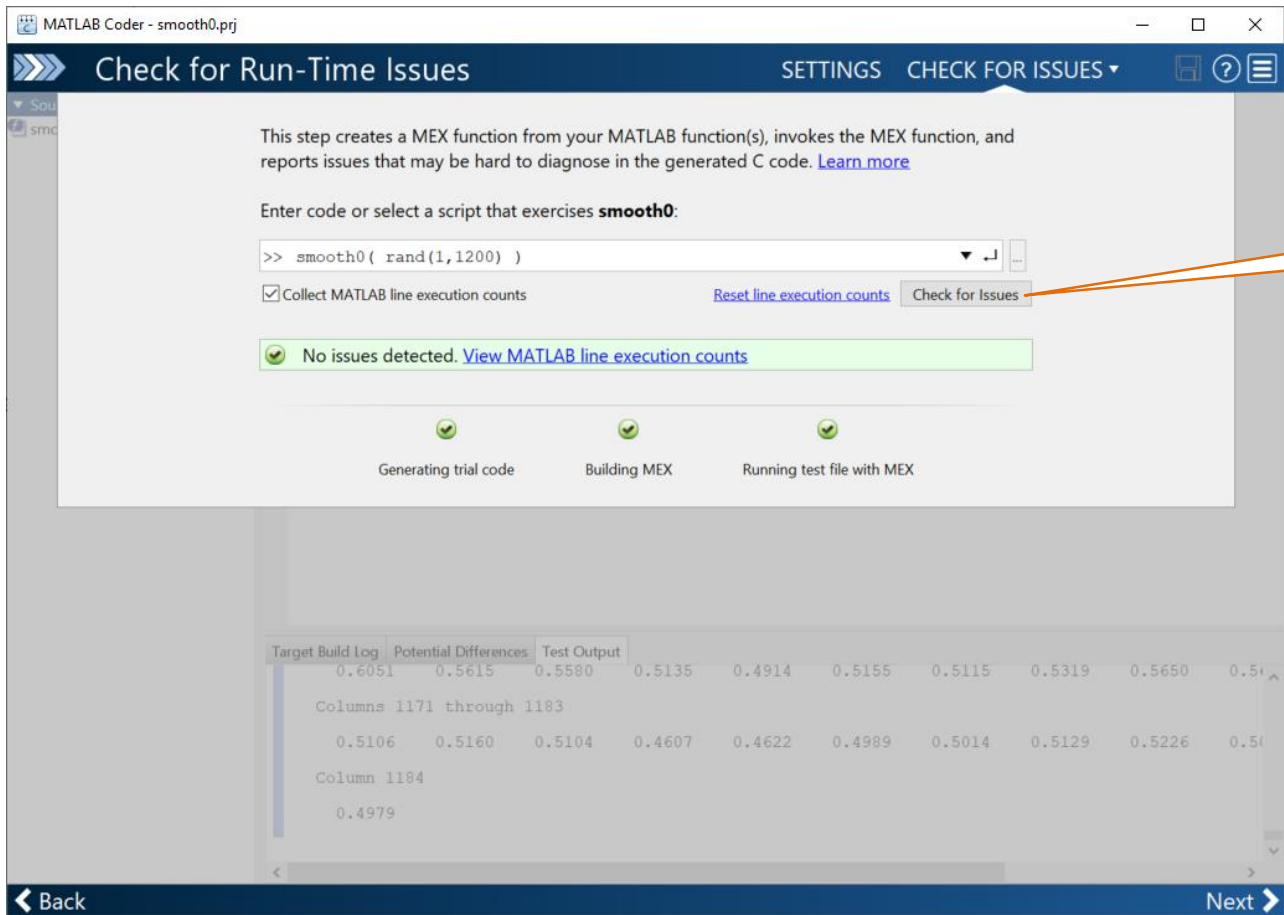 MATLAB Coder - smooth0.prj
Check for Run-Time Issues SETTINGS CHECK FOR ISSUES
Sou
smo
This step creates a MEX function from your MATLAB function(s), invokes the MEX function, and
reports issues that may be hard to diagnose in the generated C code. Learn more
Enter code or select a script that exercises smooth0:
>> smooth0( rand(1,1200) ) ...
Collect MATLAB line execution counts Reset line execution counts Check for Issues
No issues detected. View MATLAB line execution counts
Generating trial code Building MEX Running test file with MEX
Target Build Log Potential Differences Test Output
0.6051 0.5615 0.5580 0.5135 0.4914 0.5155 0.5115 0.5319 0.5650
Columns 1171 through 1183
0.5106 0.5160 0.5104 0.4607 0.4622 0.4989 0.5014 0.5129 0.5226
Column 1184
0.4979
Back Next